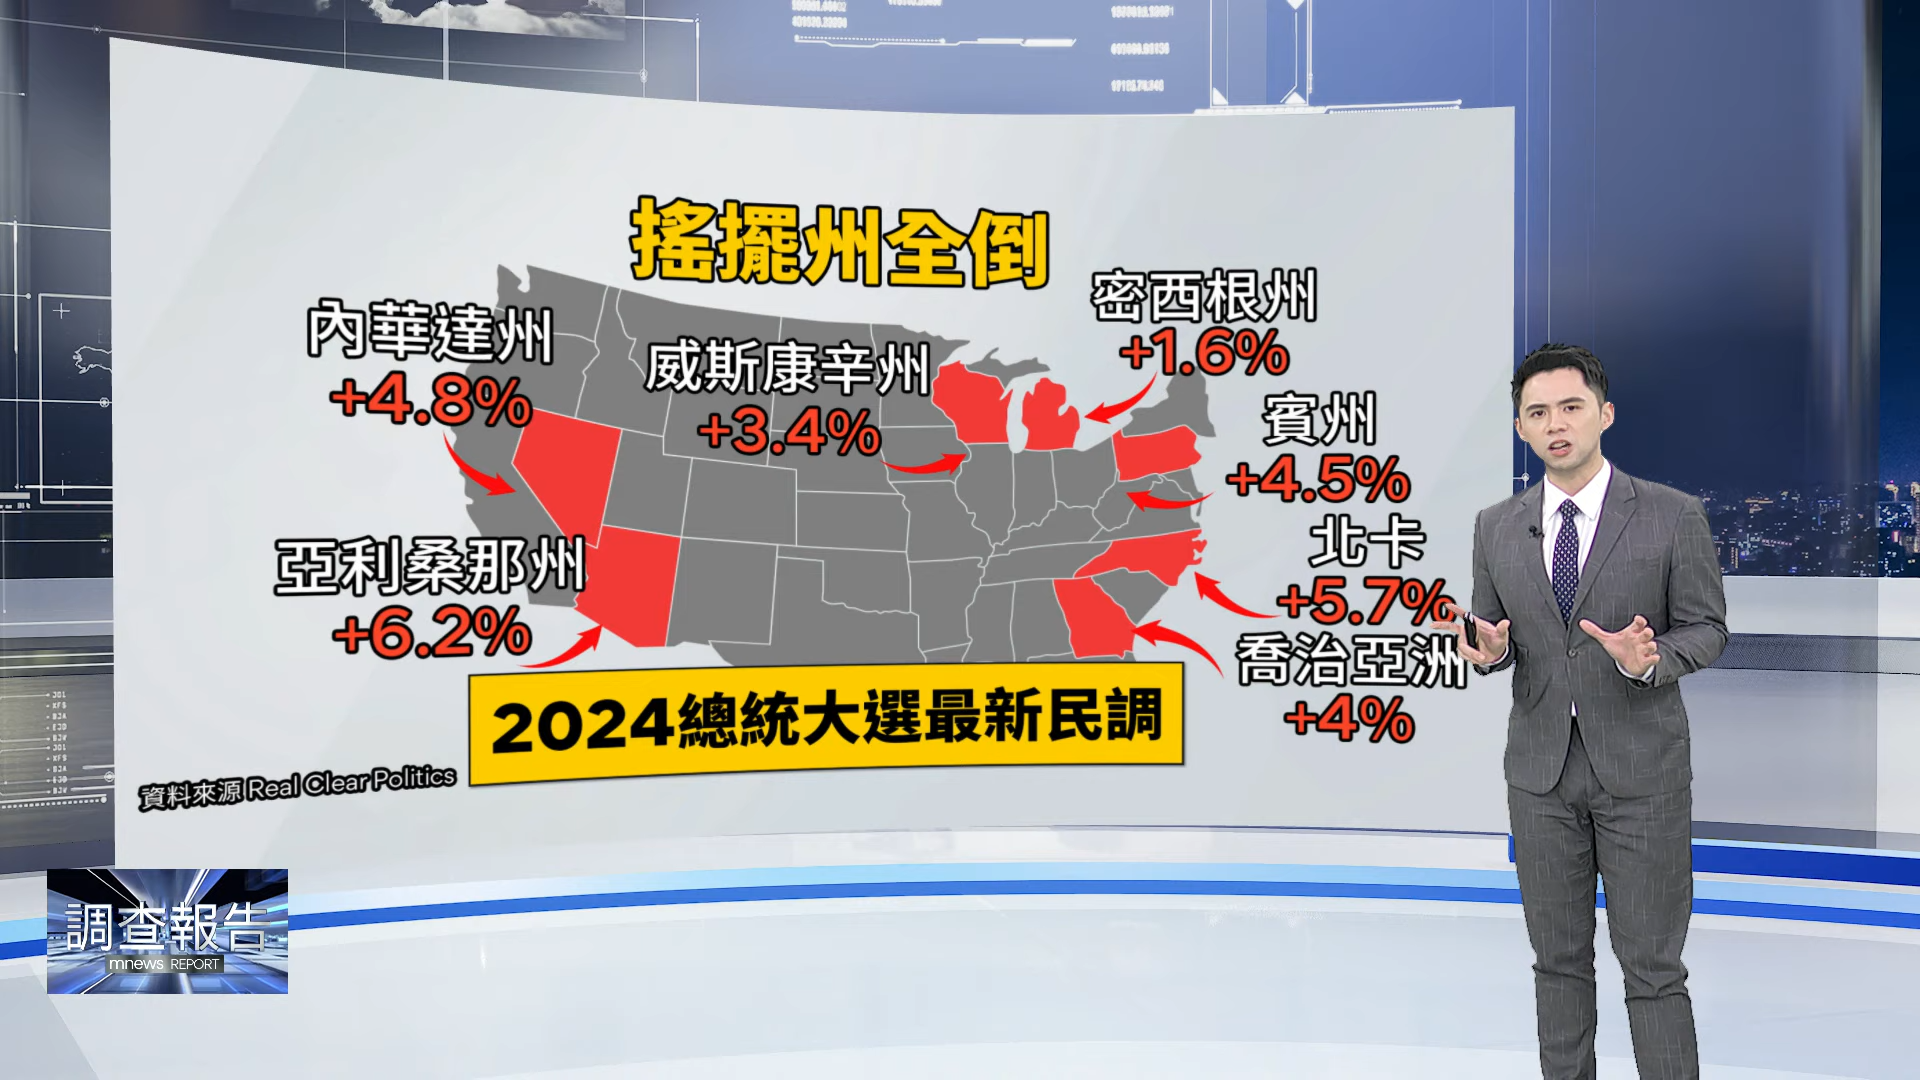 搖擺州全倒
內華達州
+4.8%
威斯康辛州
+3.4%
密西根州
+1.6%
賓州
+4.5%
北卡
+5.7%
喬治亞洲
+4%
亞利桑那州
+6.2%
2024總統大選最新民調
資料來源 Real Clear Politics
調查報告
mnews REPORT